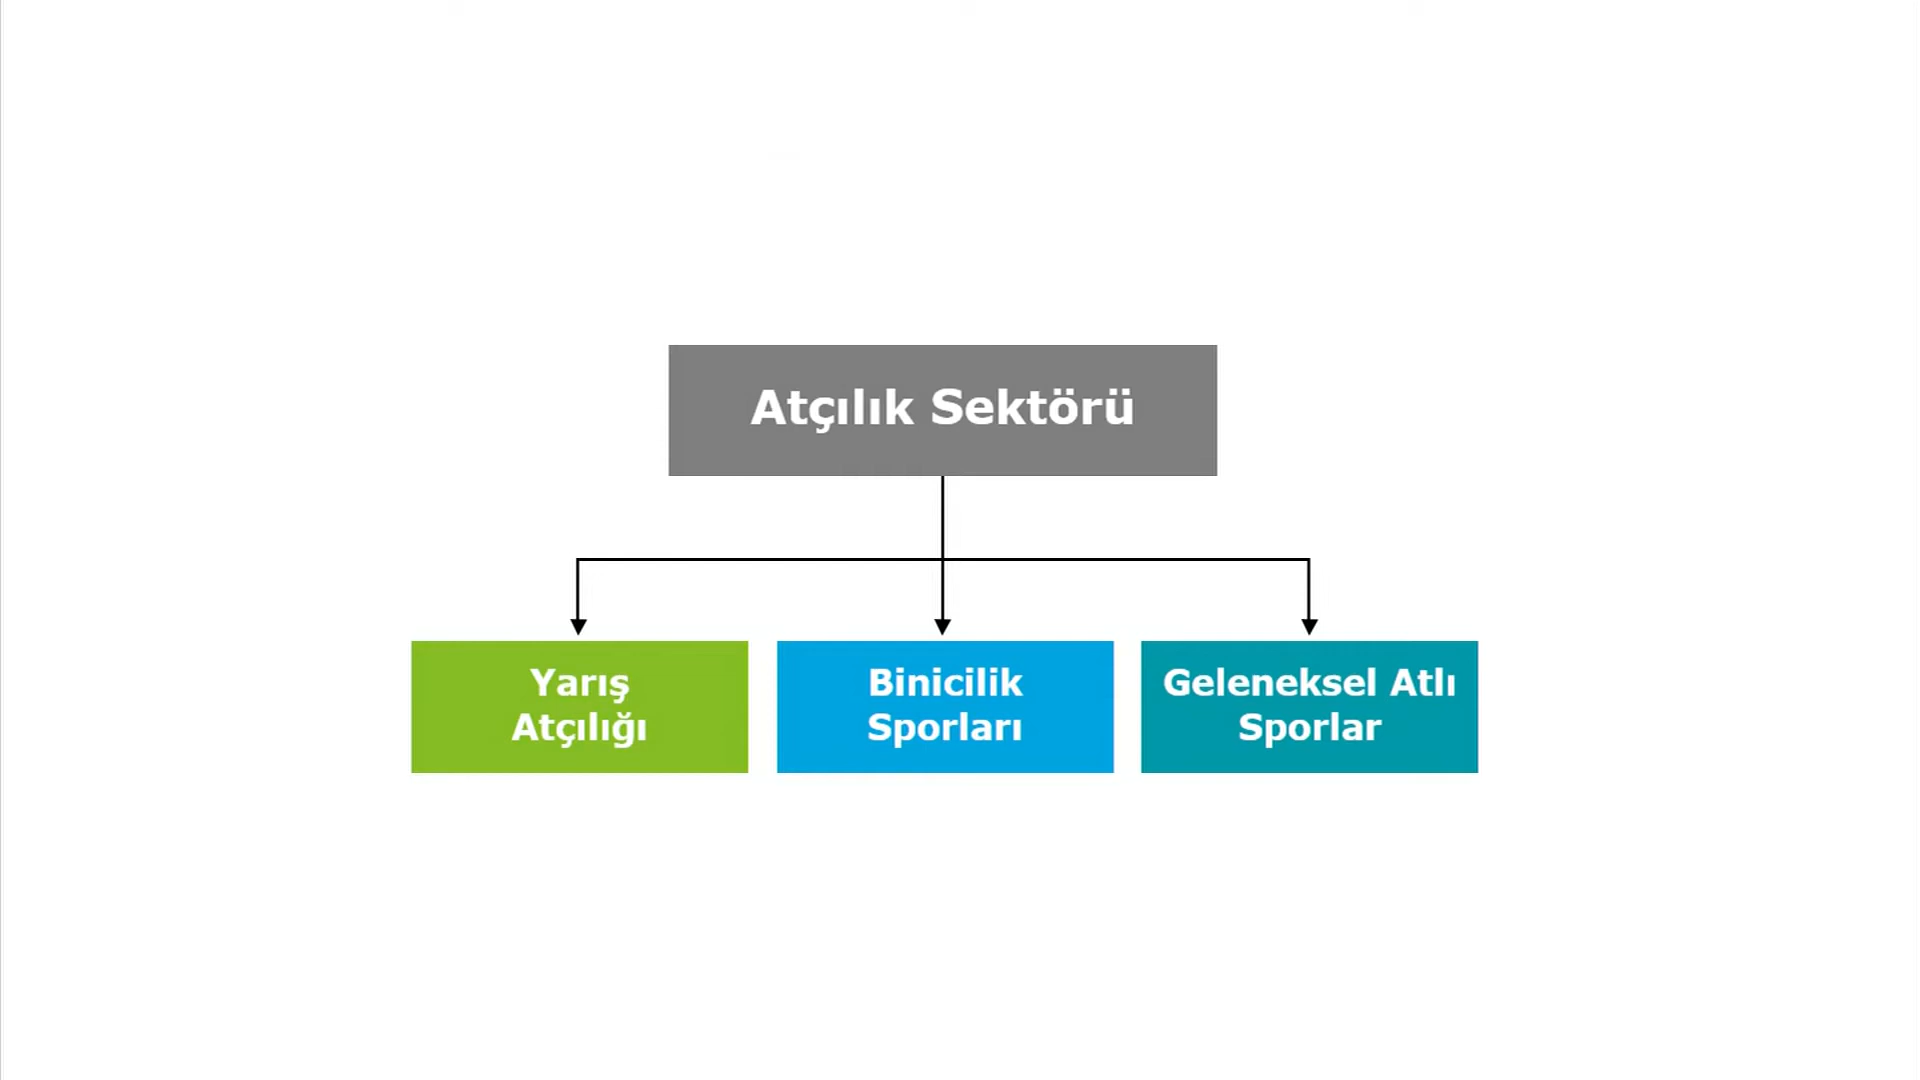 Atçılık Sektörü
Yarış
Atçılığı
Binicilik
Sporları
Geleneksel Atlı
Sporlar